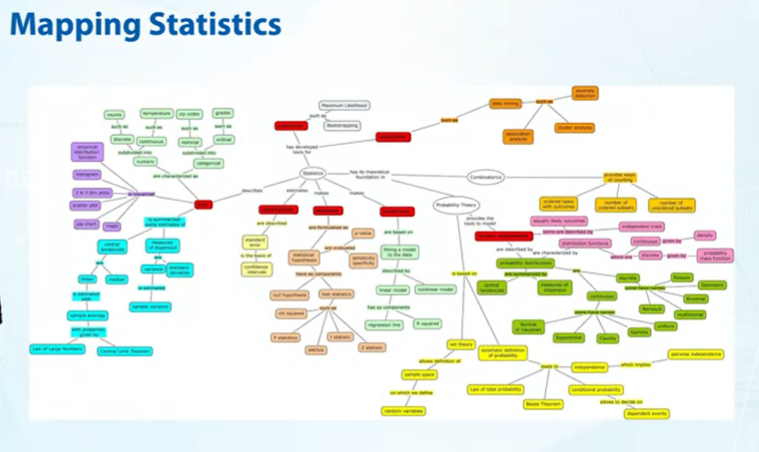 Mapping Statistics
counts
temperature
zip codes
grades
such as
such as
such as
such as
discrete
continuous
nominal
ordinal
subdivided into
subdivided into
numeric
categorical
are characterized as
empirical
distribution
function
histogram
2 & 3 dim plots
scatter plot
pie chart
maps
is visualized
data
describes
is summarized
using estimates of
central
tendencies
measures
of dispersion
are
are
mean
median
variance
standard
deviation
is estimated
with
is estimated
sample average
sample variance
with properties
given by
Law of Large Numbers
Central Limit Theorem
Maximum Likelihood
such as
Bootstrapping
has developed
tools for
Statistics
estimates
makes
makes
has its theoretical
foundation in
such as
data mining
such as
anomaly
detection
association
analysis
cluster analysis
are described
standard
error
is the basis of
confidence
intervals
are formulated as
p-value
are evaluated
statistical
hypotheses
sensitivity
specificity
have as components
null hypothesis
test statistics
such as
chi-squared
F statistics
t-statistic
Z statistic
are based on
fitting a model
to the data
described by
linear model
nonlinear model
has as components
regression line
R squared
Combinatorics
provides ways
of counting
ordered tasks
with outcomes
number of
ordered subsets
number of
unordered subsets
Probability Theory
provides the
tools to model
equally likely outcomes
independent trials
some are described by
density
distribution functions
continuous
given by
are described by
are characterized by
which are
discrete
given by
probability
mass function
probability distributions
are summarized by
are
central
tendencies
measures of
dispersion
discrete
some have names
Poisson
Geometric
Binomial
Multinomial
Bernoulli
continuous
some have names
Normal
or Gaussian
Exponential
Cauchy
Gamma
uniform
is based on
set theory
axiomatic definition
of probability
allows definition of
sample space
on which we define
random variables
leads to
independence
which implies
pairwise independence
Law of total probability
Bayes Theorem
conditional probability
allows to decide on
dependent events